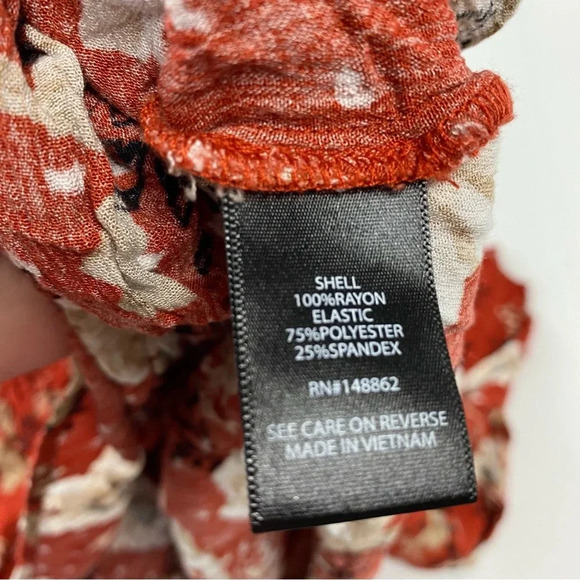 SHELL
100%RAYON
ELASTIC
75%POLYESTER
25%SPANDEX
RN#148862
SEE CARE ON REVERSE
MADE IN VIETNAM